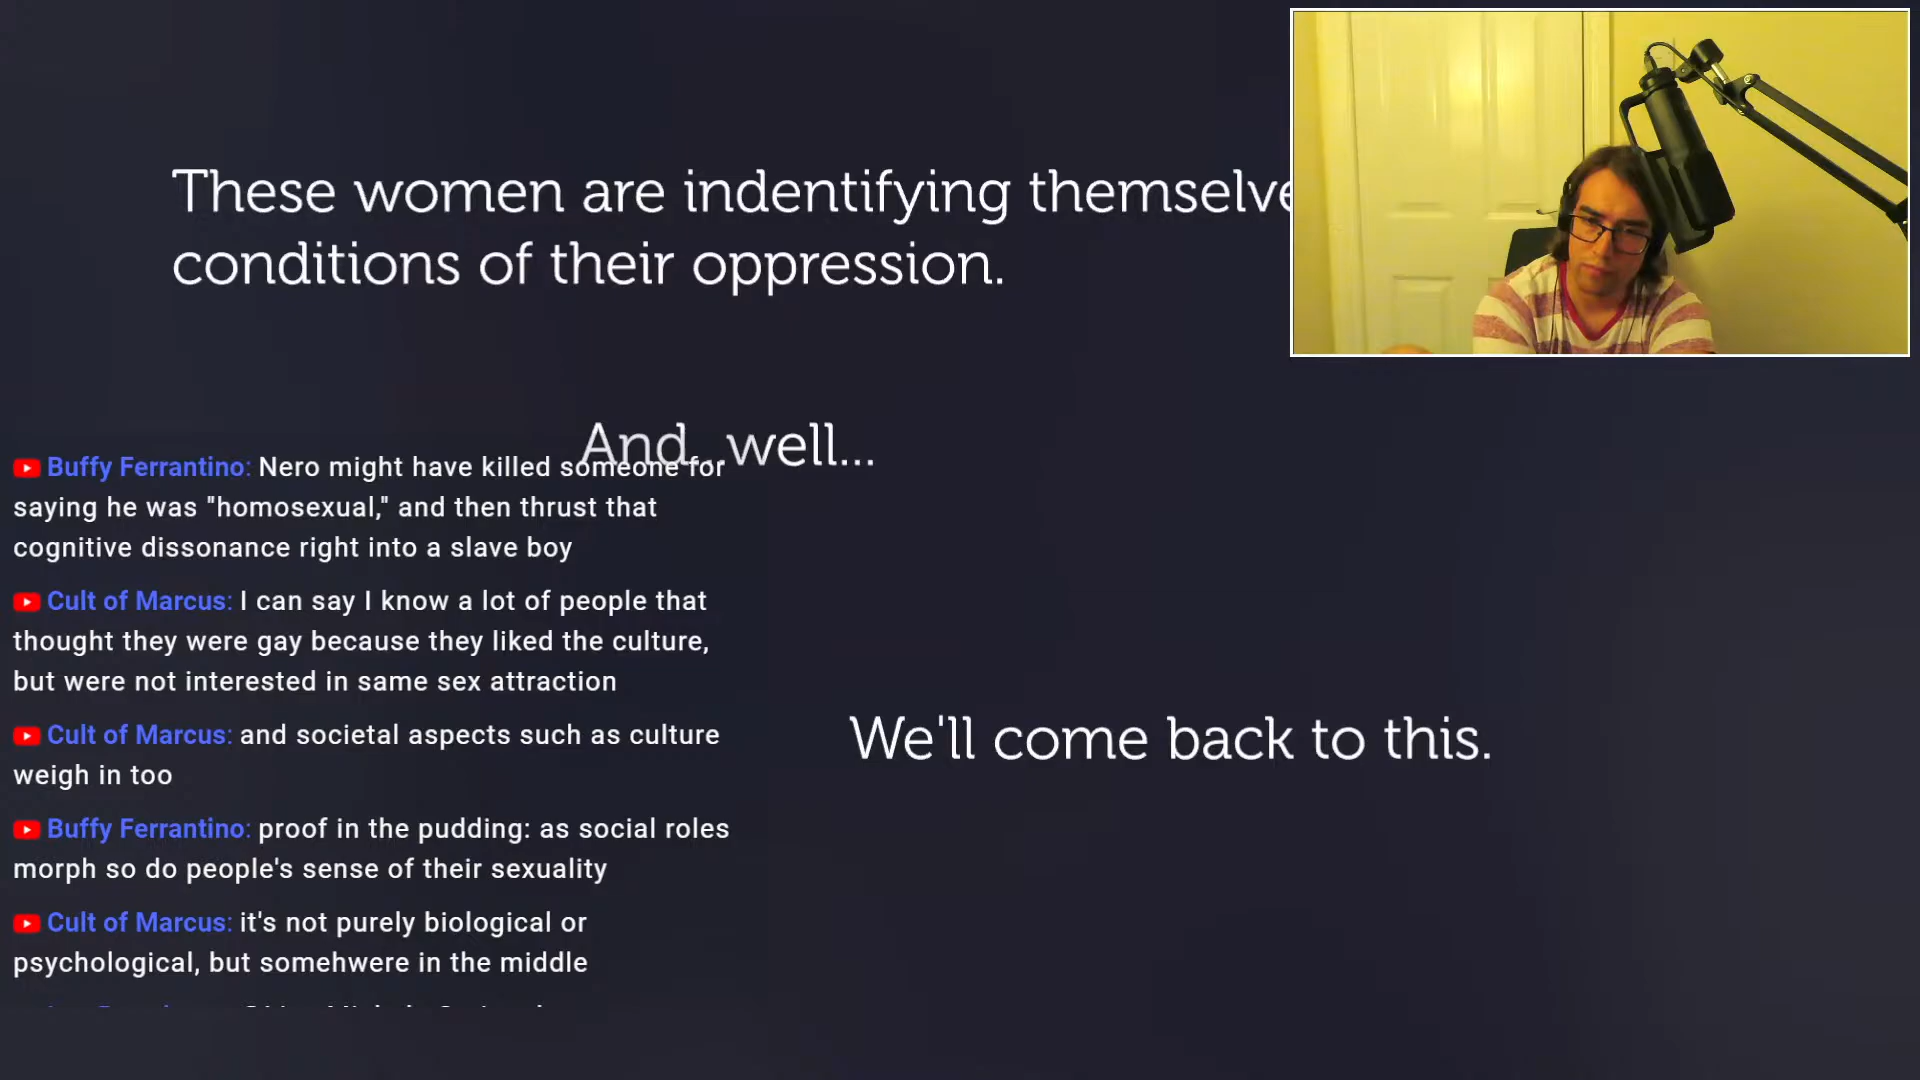 These women are indentifying themselve
conditions of their oppression.
And...well...
Buffy Ferrantino: Nero might have killed someone for
saying he was "homosexual," and then thrust that
cognitive dissonance right into a slave boy
Cult of Marcus: I can say I know a lot of people that
thought they were gay because they liked the culture,
but were not interested in same sex attraction
We'll come back to this.
Cult of Marcus: and societal aspects such as culture
weigh in too
Buffy Ferrantino: proof in the pudding: as social roles
morph so do people's sense of their sexuality
Cult of Marcus: it's not purely biological or
psychological, but somehwere in the middle